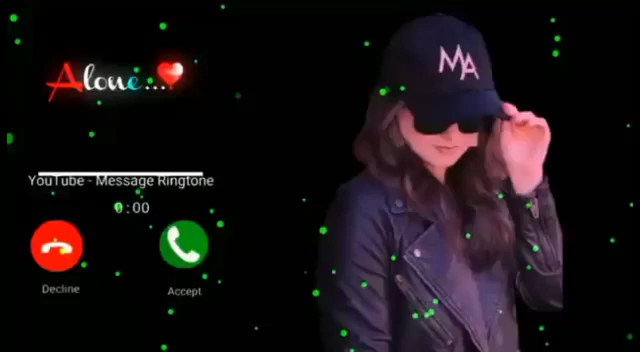 Alone...
MA
YouTube - Message Ringtone
0:00
Decline
Accept